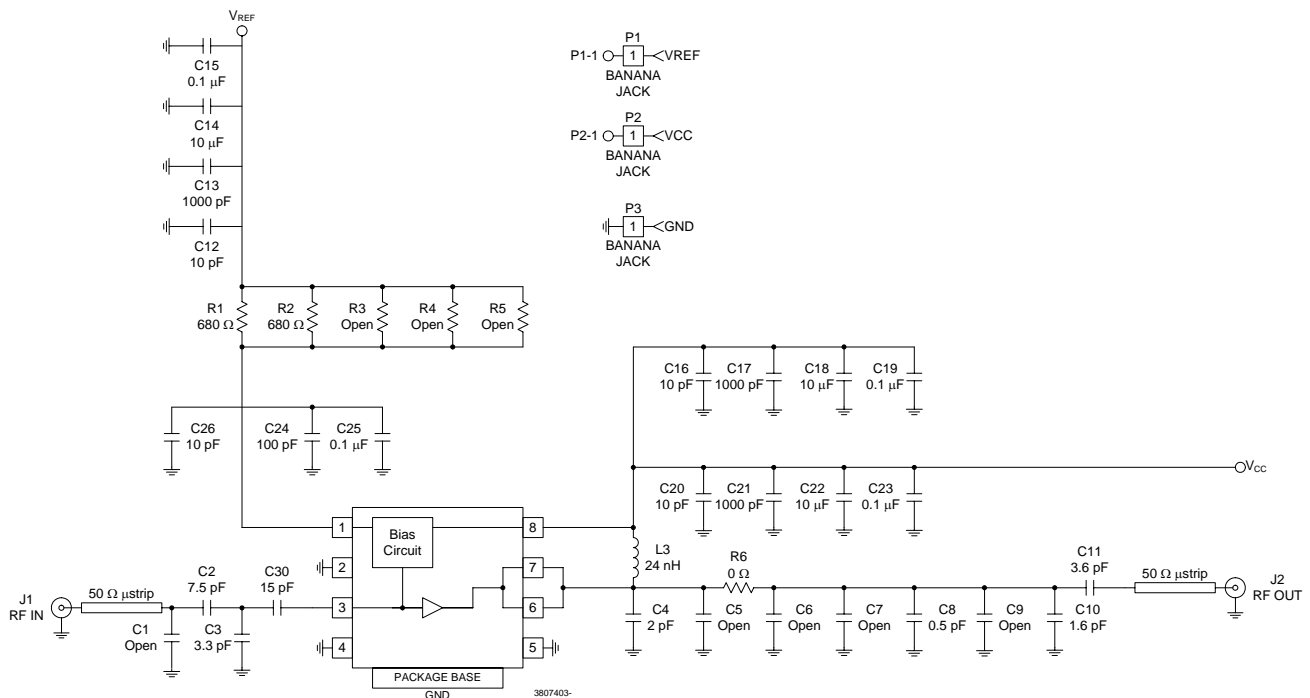 VREF
C15
0.1 µF
C14
10 µF
C13
1000 pF
C12
10 pF
P1
P1-1 1 VREF
BANANA
JACK
P2
P2-1 1 VCC
BANANA
JACK
P3
1 GND
BANANA
JACK
R1
680 Ω
R2
680 Ω
R3
Open
R4
Open
R5
Open
C16
10 pF
C17
1000 pF
C18
10 µF
C19
0.1 µF
C26
10 pF
C24
100 pF
C25
0.1 µF
VCC
C20
10 pF
C21
1000 pF
C22
10 µF
C23
0.1 µF
1
Bias
Circuit
8
2
7
3
6
4
5
L3
24 nH
R6
0 Ω
C11
3.6 pF
50 Ω µstrip
J2
RF OUT
J1
RF IN
50 Ω µstrip
C2
7.5 pF
C30
15 pF
C1
Open
C3
3.3 pF
C4
2 pF
C5
Open
C6
Open
C7
Open
C8
0.5 pF
C9
Open
C10
1.6 pF
PACKAGE BASE
GND
3807403-